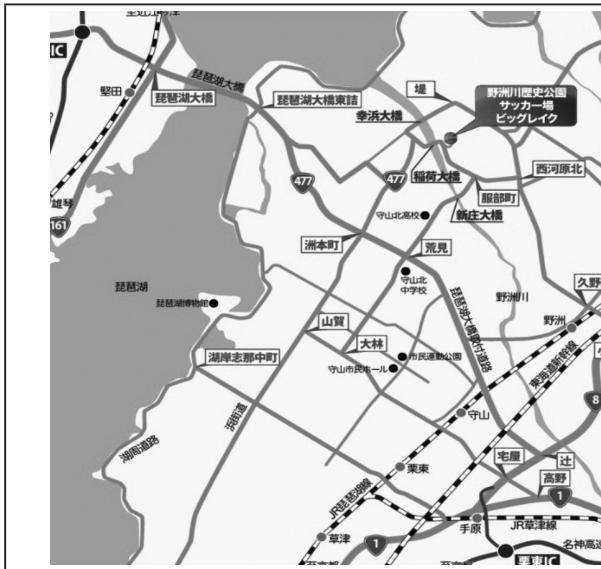 IC
堅田
琵琶湖大橋
琵琶湖大橋
琵琶湖大橋東詰
堤
幸浜大橋
野洲川歴史公園
サッカー場
ビッグレイク
稲荷大橋
西河原北
服部町
新庄大橋
477
477
守山北高校
雄琴
161
洲本町
荒見
守山北
中学校
琵琶湖大橋取付道路
野洲川
久野
野洲
東海道新幹線
琵琶湖
琵琶湖博物館
山賀
大林
市民運動公園
守山市民ホール
湖岸志那中町
8
浜街道
湖周道路
守山
宅屋
辻
栗東
高野
1
JR琵琶湖線
草津
手原
JR草津線
1
名神高速
栗東IC